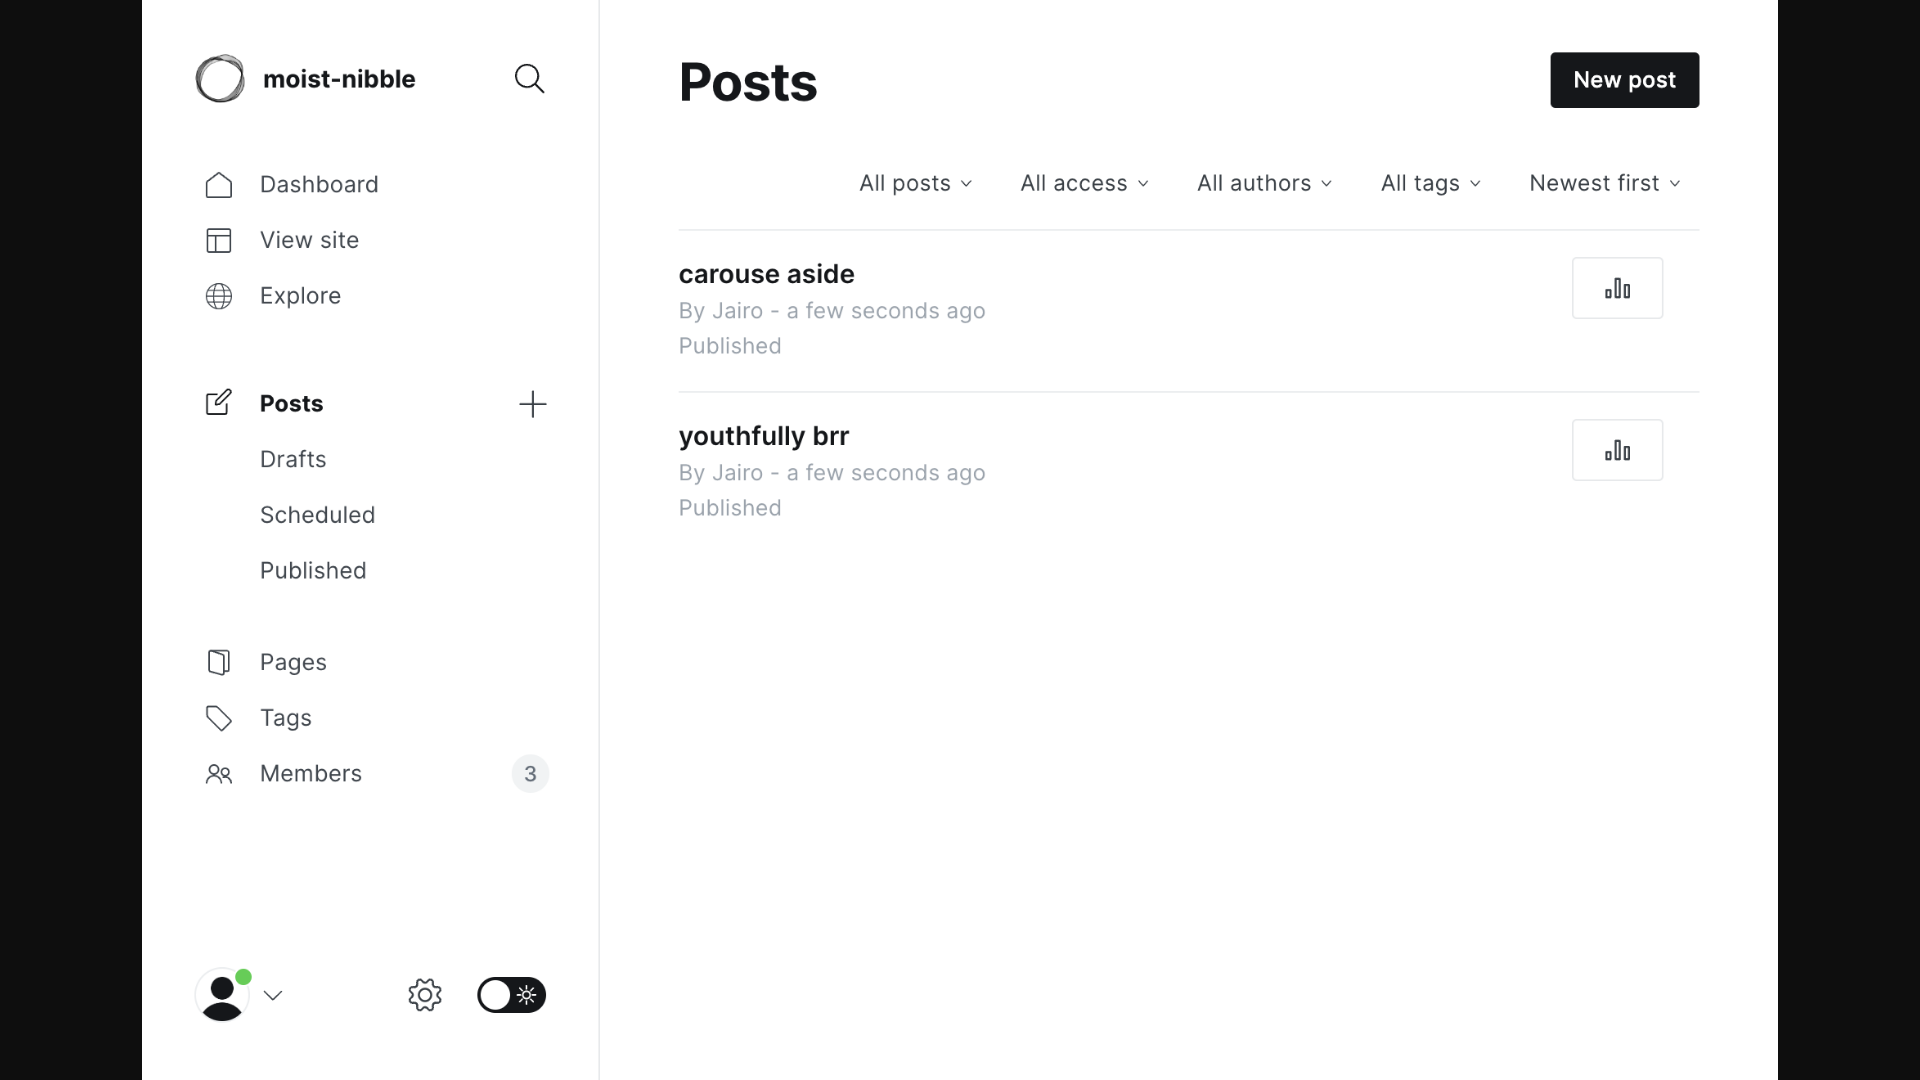 moist-nibble
Dashboard
View site
Explore
Posts
Drafts
Scheduled
Published
Pages
Tags
Members
3
Posts
New post
All posts
All access
All authors
All tags
Newest first
carouse aside
By Jairo - a few seconds ago
Published
youthfully brr
By Jairo - a few seconds ago
Published